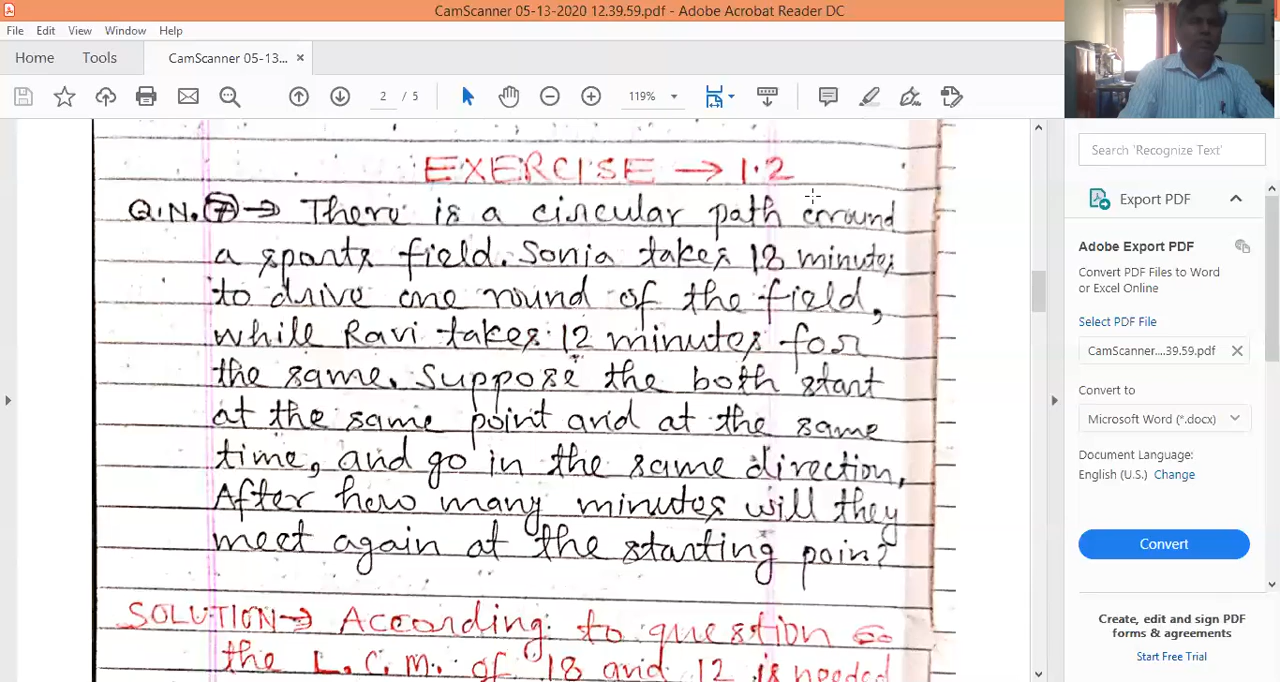 CamScanner 05-13-2020 12.39.59.pdf - Adobe Acrobat Reader DC
File Edit View Window Help
Home Tools CamScanner 05-13... ×
2 / 5 119%
EXERCISE → 1.2
Q.N. 7 → There is a circular path around
a sports field. Sonia takes 18 minutes
to drive one round of the field,
while Ravi takes 12 minutes for
the same. Suppose the both start
at the same point and at the same
time, and go in the same direction,
After how many minutes will they
meet again at the starting poin?
SOLUTION → According to question
the L.C.M. of 18 and 12 is needed
Search 'Recognize Text'
Export PDF
Adobe Export PDF
Convert PDF Files to Word
or Excel Online
Select PDF File
CamScanner....39.59.pdf ×
Convert to
Microsoft Word (*.docx)
Document Language:
English (U.S.) Change
Convert
Create, edit and sign PDF
forms & agreements
Start Free Trial